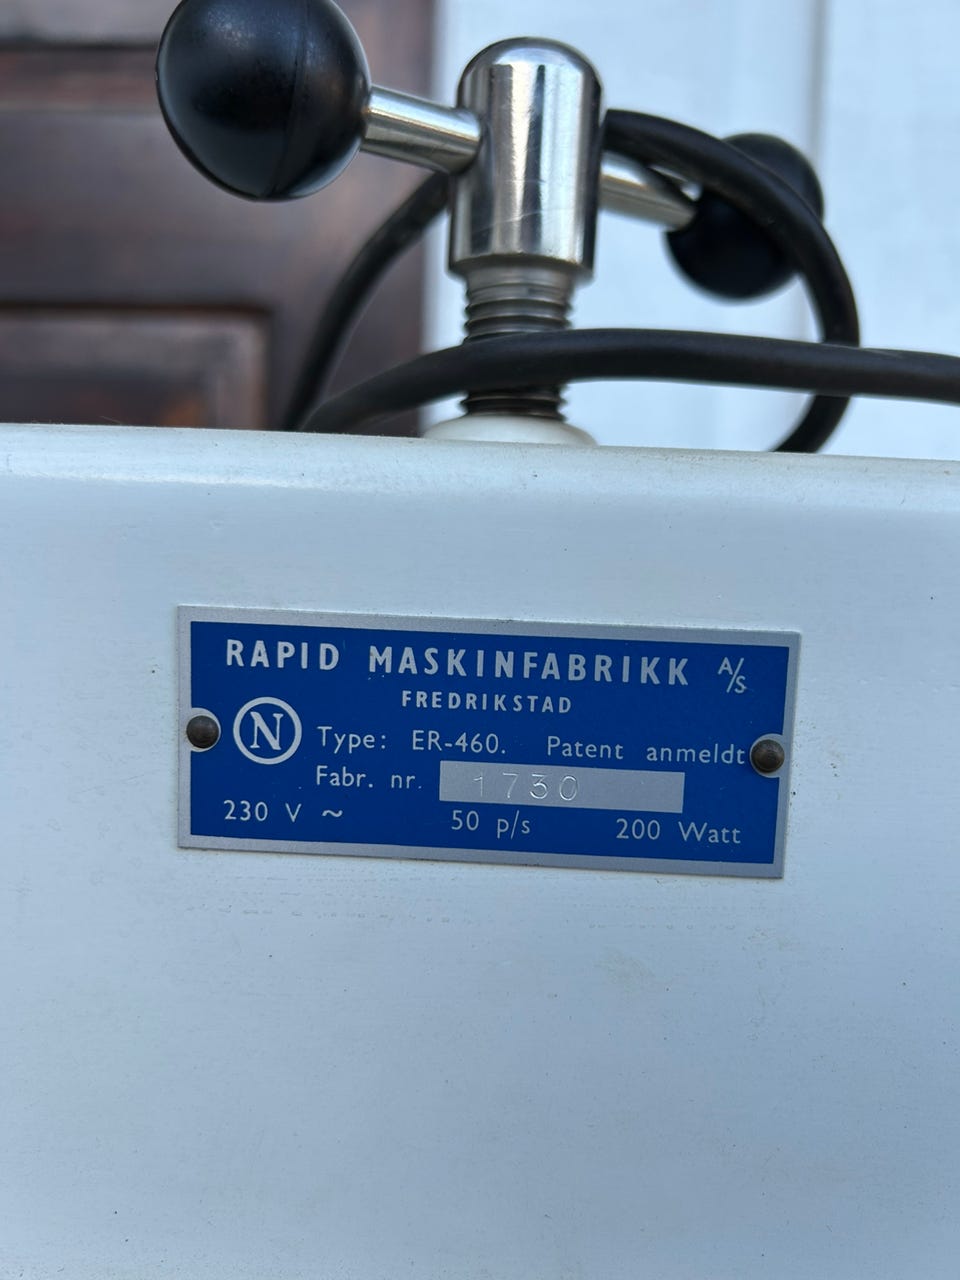 RAPID MASKINFABRIKK A/S
FREDRIKSTAD
N Type: ER-460. Patent anmeldt
Fabr. nr. 1730
230 V ~ 50 p/s 200 Watt